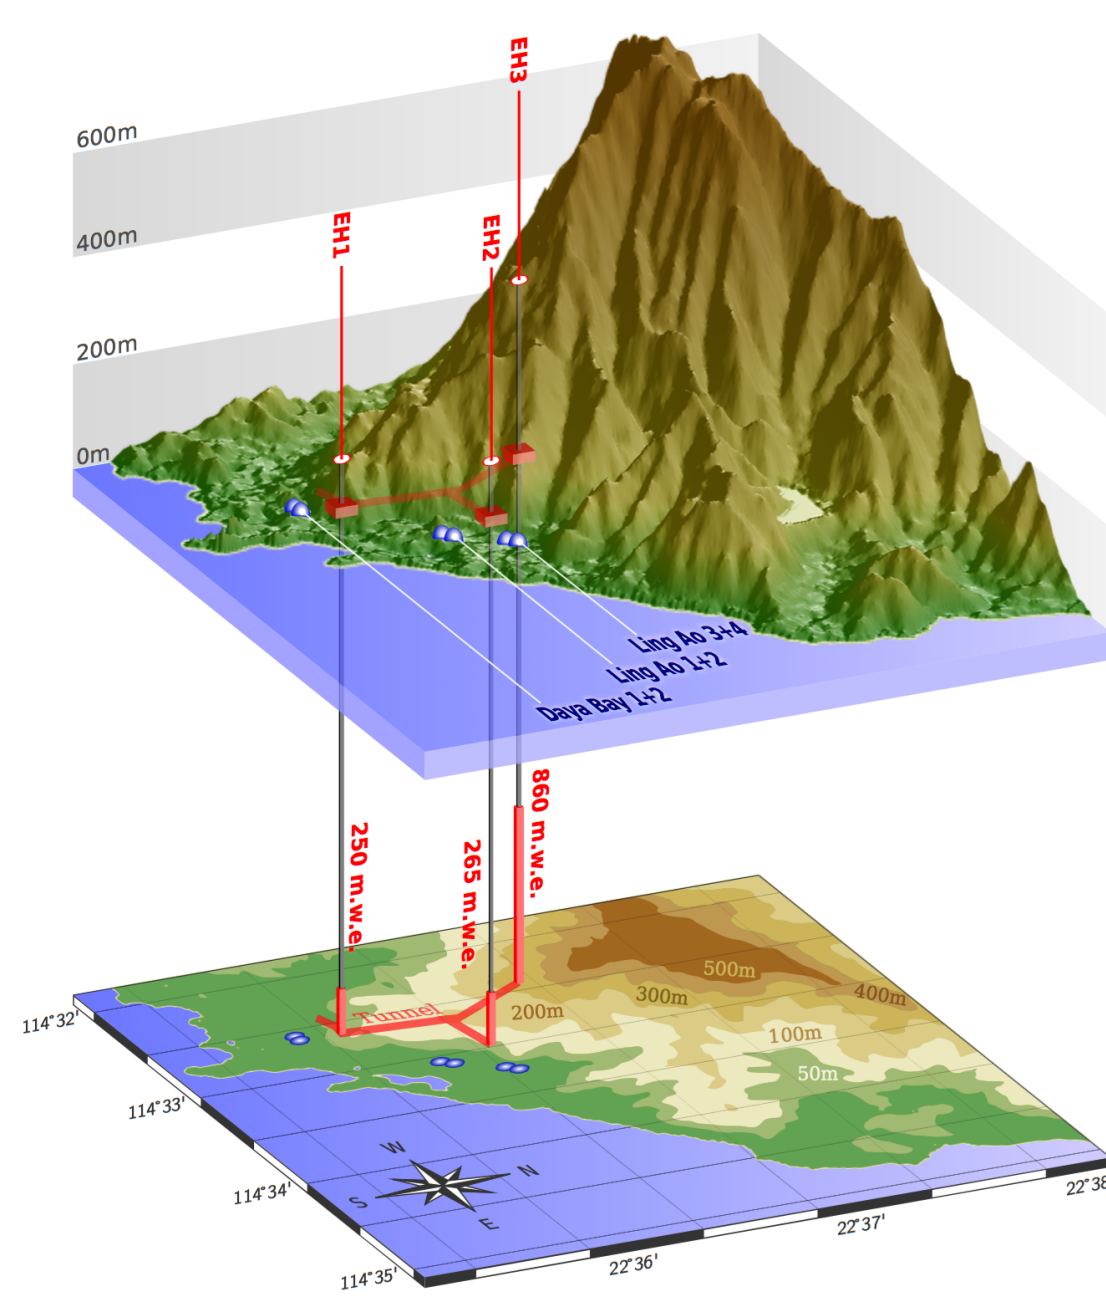 EH3
600m
EH1
EH2
400m
200m
0m
Ling Ao 3+4
Ling Ao 1+2
Daya Bay 1+2
860 m.w.e.
250 m.w.e.
265 m.w.e.
500m
400m
300m
200m
Tunnel
100m
50m
114°32'
114°33'
114°34'
114°35'
W
N
S
E
22°38
22°37'
22°36'